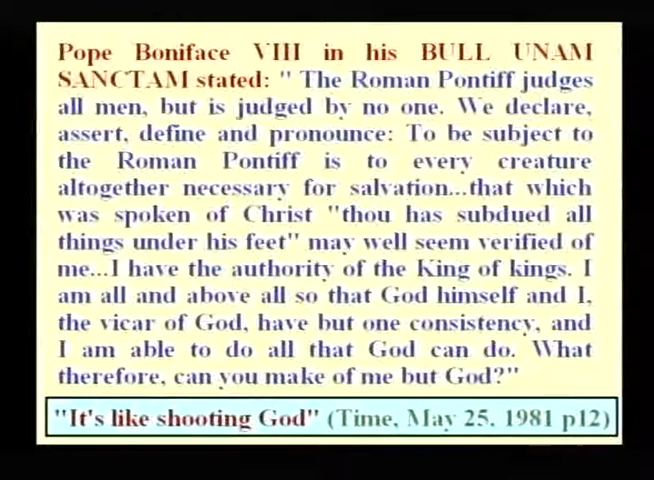 Pope Boniface VIII in his BULL UNAM
SANCTAM stated: " The Roman Pontiff judges
all men, but is judged by no one. We declare,
assert, define and pronounce: To be subject to
the Roman Pontiff is to every creature
altogether necessary for salvation...that which
was spoken of Christ "thou has subdued all
things under his feet" may well seem verified of
me...I have the authority of the King of kings. I
am all and above all so that God himself and I,
the vicar of God, have but one consistency, and
I am able to do all that God can do. What
therefore, can you make of me but God?"
"It's like shooting God" (Time, May 25. 1981 p12)